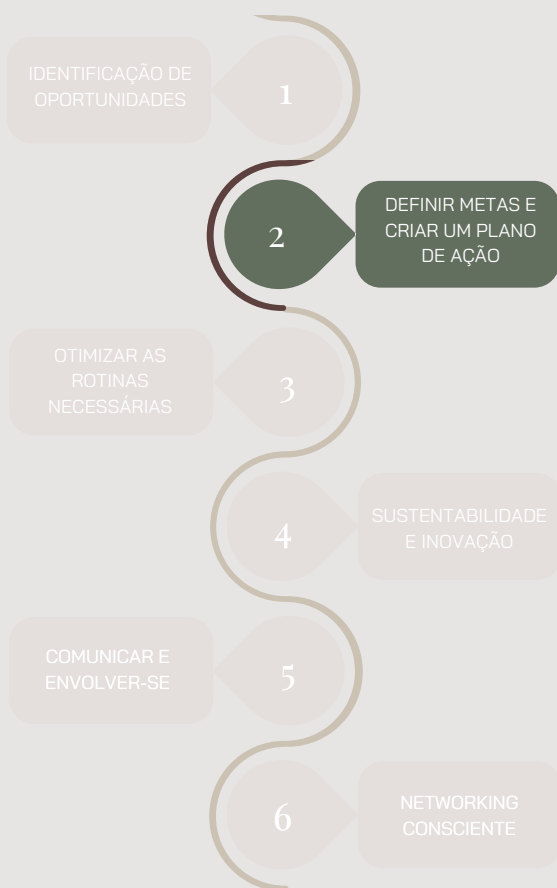 IDENTIFICAÇÃO DE
OPORTUNIDADES
1
2
DEFINIR METAS E
CRIAR UM PLANO
DE AÇÃO
OTIMIZAR AS
ROTINAS
NECESSÁRIAS
3
4
SUSTENTABILIDADE
E INOVAÇÃO
COMUNICAR E
ENVOLVER-SE
5
6
NETWORKING
CONSCIENTE